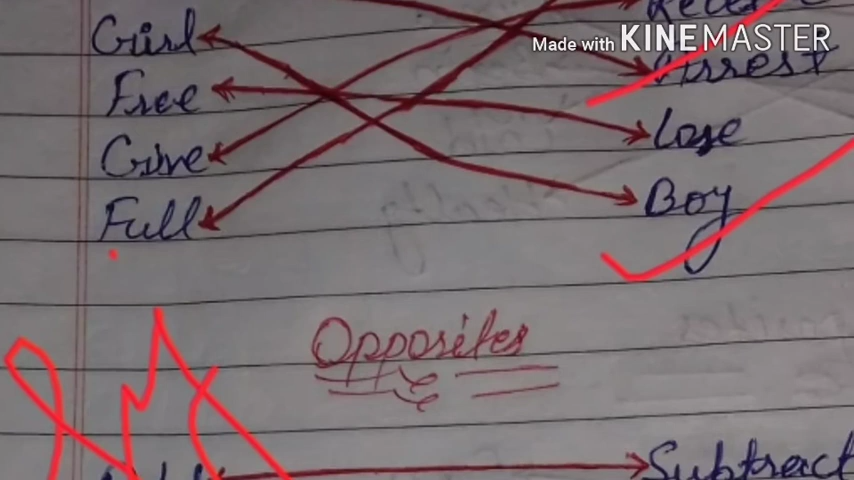 Made with KINEMASTER
Girl
Arrest
Free
Lose
Give
Boy
Full
Opposites
Subtract